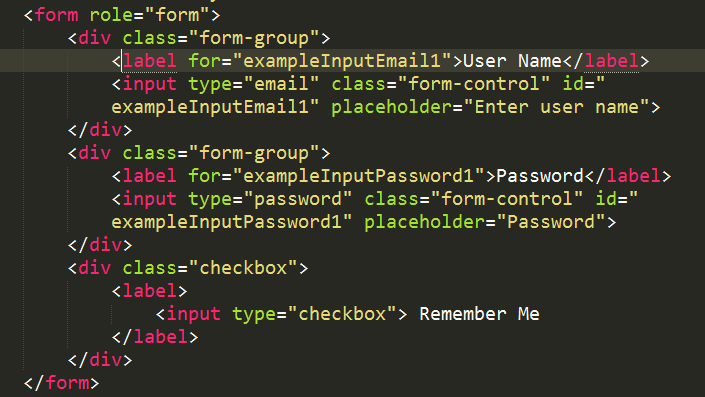 <form role="form">
<div class="form-group">
<label for="exampleInputEmail1">User Name</label>
<input type="email" class="form-control" id="
exampleInputEmail1" placeholder="Enter user name">
</div>
<div class="form-group">
<label for="exampleInputPassword1">Password</label>
<input type="password" class="form-control" id="
exampleInputPassword1" placeholder="Password">
</div>
<div class="checkbox">
<label>
<input type="checkbox"> Remember Me
</label>
</div>
</form>